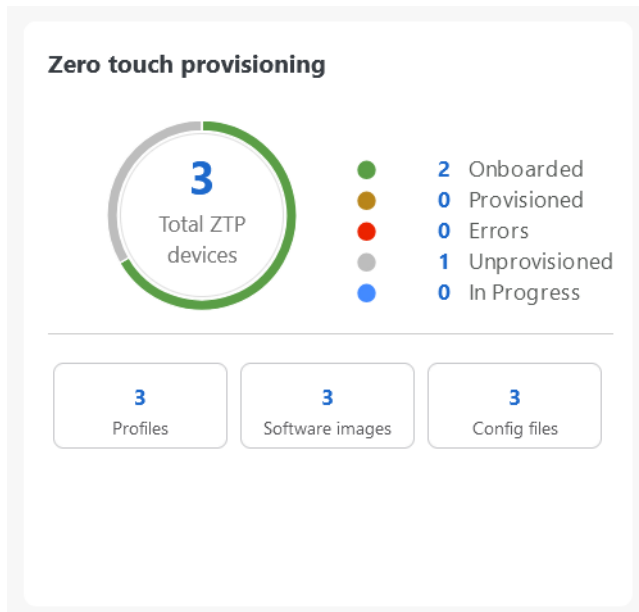 Zero touch provisioning
3
Total ZTP
devices
2 Onboarded
0 Provisioned
0 Errors
1 Unprovisioned
0 In Progress
3
Profiles
3
Software images
3
Config files